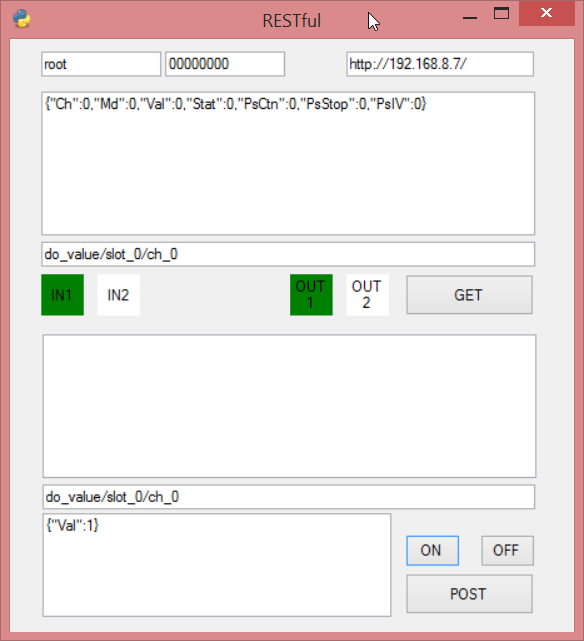 RESTful
root 00000000 http://192.168.8.7/
{"Ch":0,"Md":0,"Val":0,"Stat":0,"PsCtn":0,"PsStop":0,"PsIV":0}
do_value/slot_0/ch_0
IN1 IN2 OUT 1 OUT 2 GET
do_value/slot_0/ch_0
{"Val":1}
ON OFF
POST